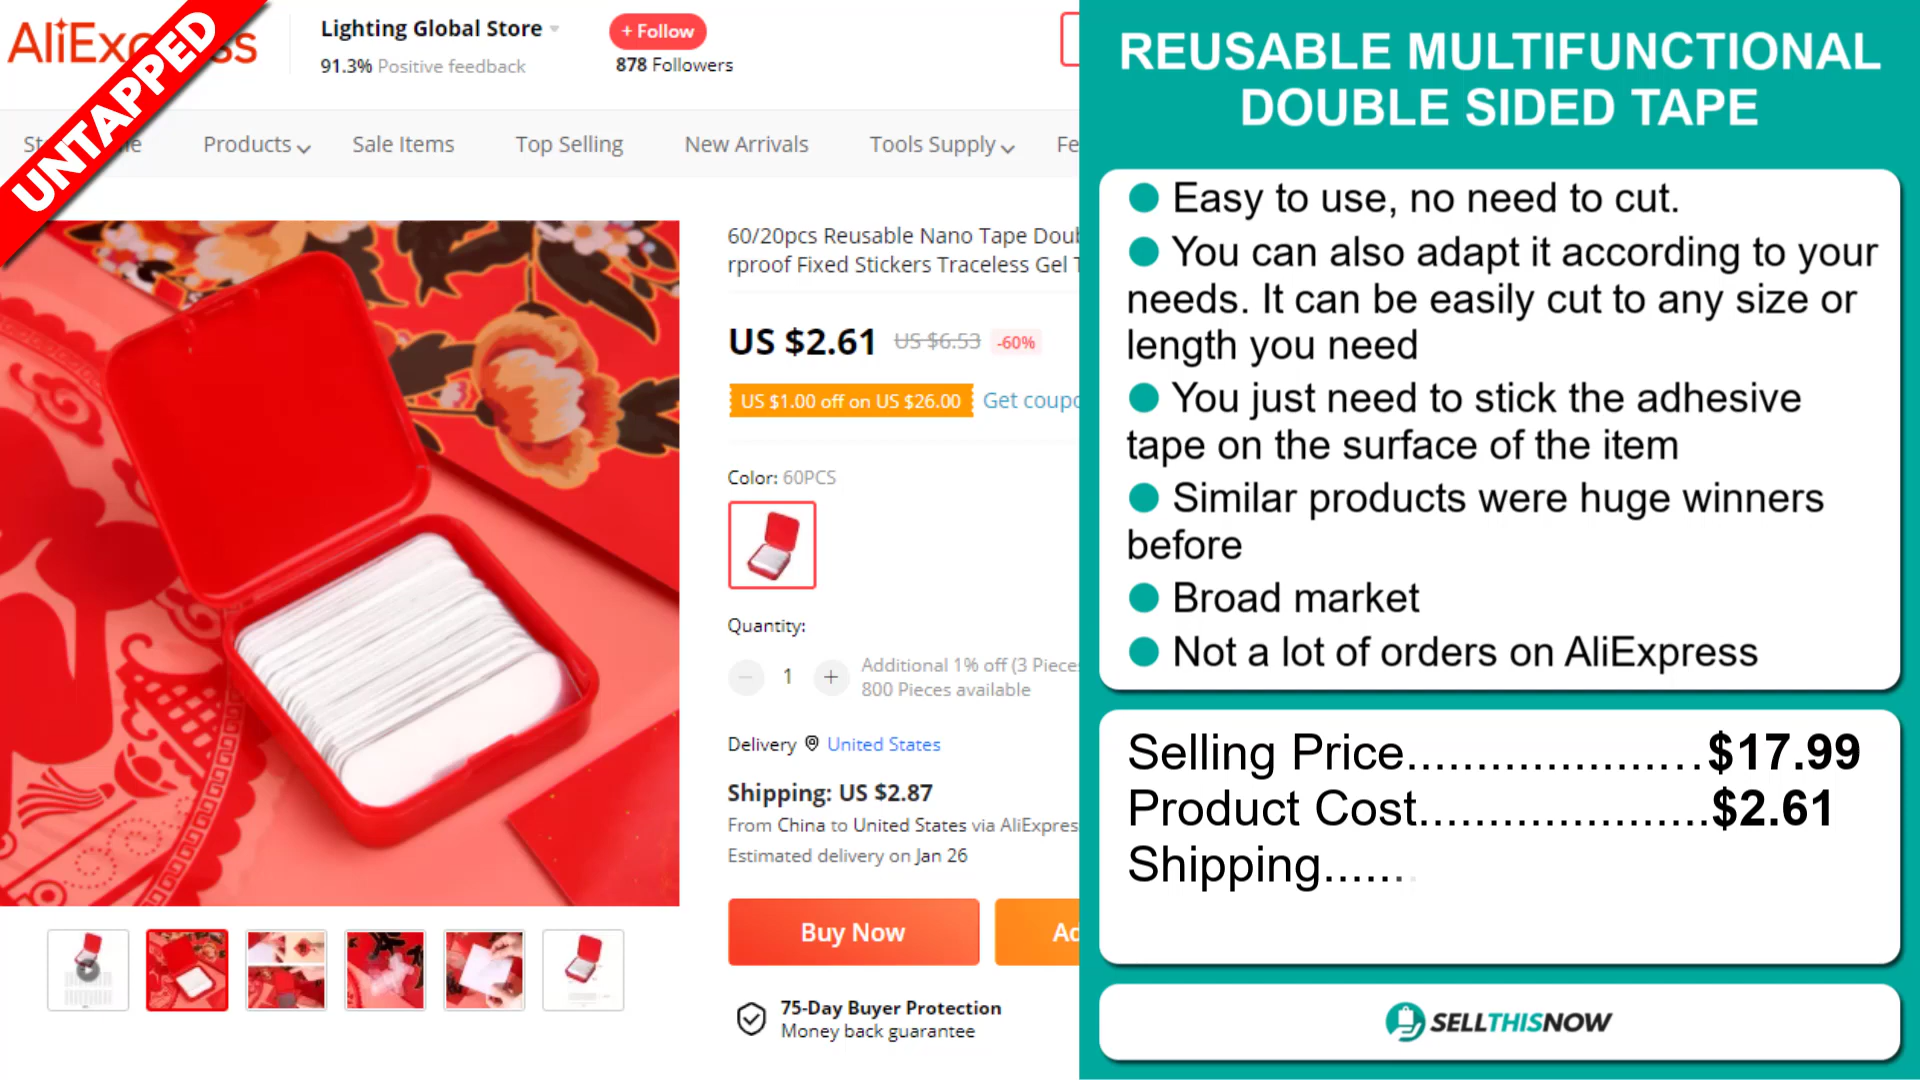 AliEx ss
UNTAPPED
Lighting Global Store
+ Follow
91.3% Positive feedback
878 Followers
St e
Products
Sale Items
Top Selling
New Arrivals
Tools Supply
Fe
60/20pcs Reusable Nano Tape Doub
rproof Fixed Stickers Traceless Gel T
US $2.61 US $6.53 -60%
US $1.00 off on US $26.00 Get coupo
Color: 60PCS
Quantity:
1
Additional 1% off (3 Pieces
800 Pieces available
Delivery United States
Shipping: US $2.87
From China to United States via AliExpres
Estimated delivery on Jan 26
Buy Now
Ad
75-Day Buyer Protection
Money back guarantee
REUSABLE MULTIFUNCTIONAL
DOUBLE SIDED TAPE
● Easy to use, no need to cut.
● You can also adapt it according to your
needs. It can be easily cut to any size or
length you need
● You just need to stick the adhesive
tape on the surface of the item
● Similar products were huge winners
before
● Broad market
● Not a lot of orders on AliExpress
Selling Price.....................$17.99
Product Cost.....................$2.61
Shipping.......
SELLTHISNOW